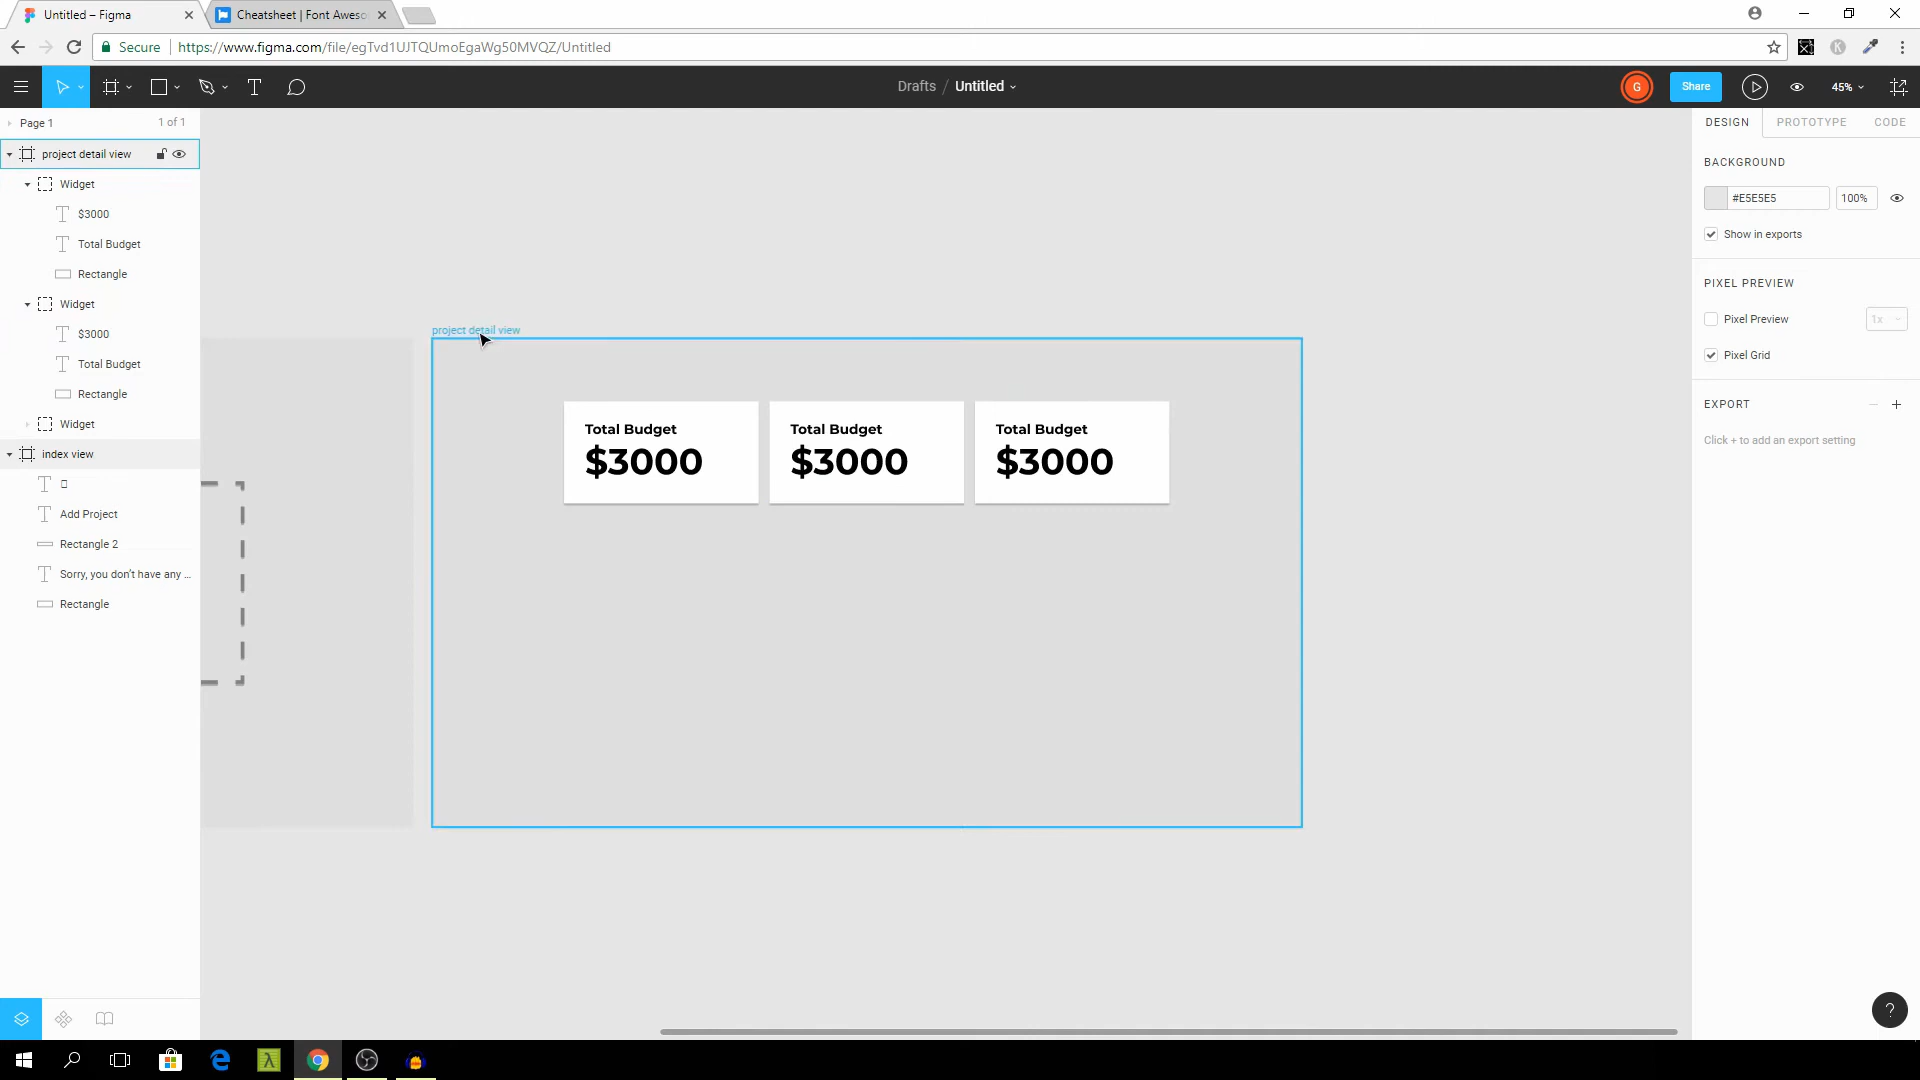 Untitled – Figma
Cheatsheet | Font Aweso
Secure
https://www.figma.com/file/egTvd1UJTQUmoEgaWg50MVQZ/Untitled
Drafts / Untitled
G
Share
45%
Page 1
1 of 1
DESIGN
PROTOTYPE
CODE
project detail view
Widget
$3000
Total Budget
Rectangle
Widget
$3000
Total Budget
Rectangle
Widget
index view
Add Project
Rectangle 2
Sorry, you don't have any ...
Rectangle
project detail view
Total Budget
$3000
Total Budget
$3000
Total Budget
$3000
BACKGROUND
#E5E5E5
100%
Show in exports
PIXEL PREVIEW
Pixel Preview
1x
Pixel Grid
EXPORT
Click + to add an export setting
?